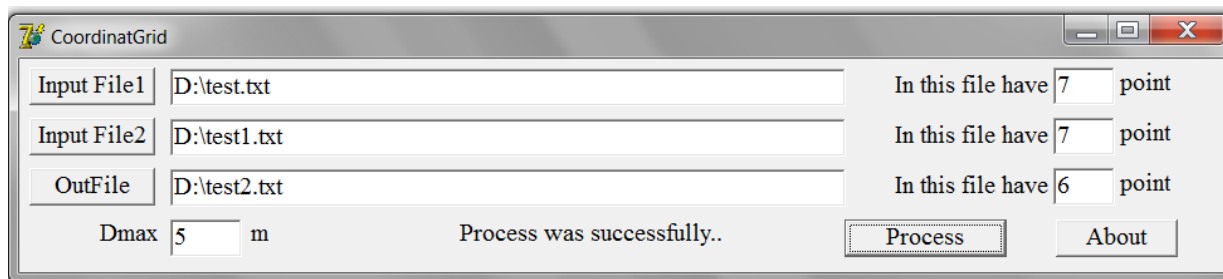 CoordinatGrid
Input File1 D:\test.txt In this file have 7 point
Input File2 D:\test1.txt In this file have 7 point
OutFile D:\test2.txt In this file have 6 point
Dmax 5 m Process was successfully.. Process About